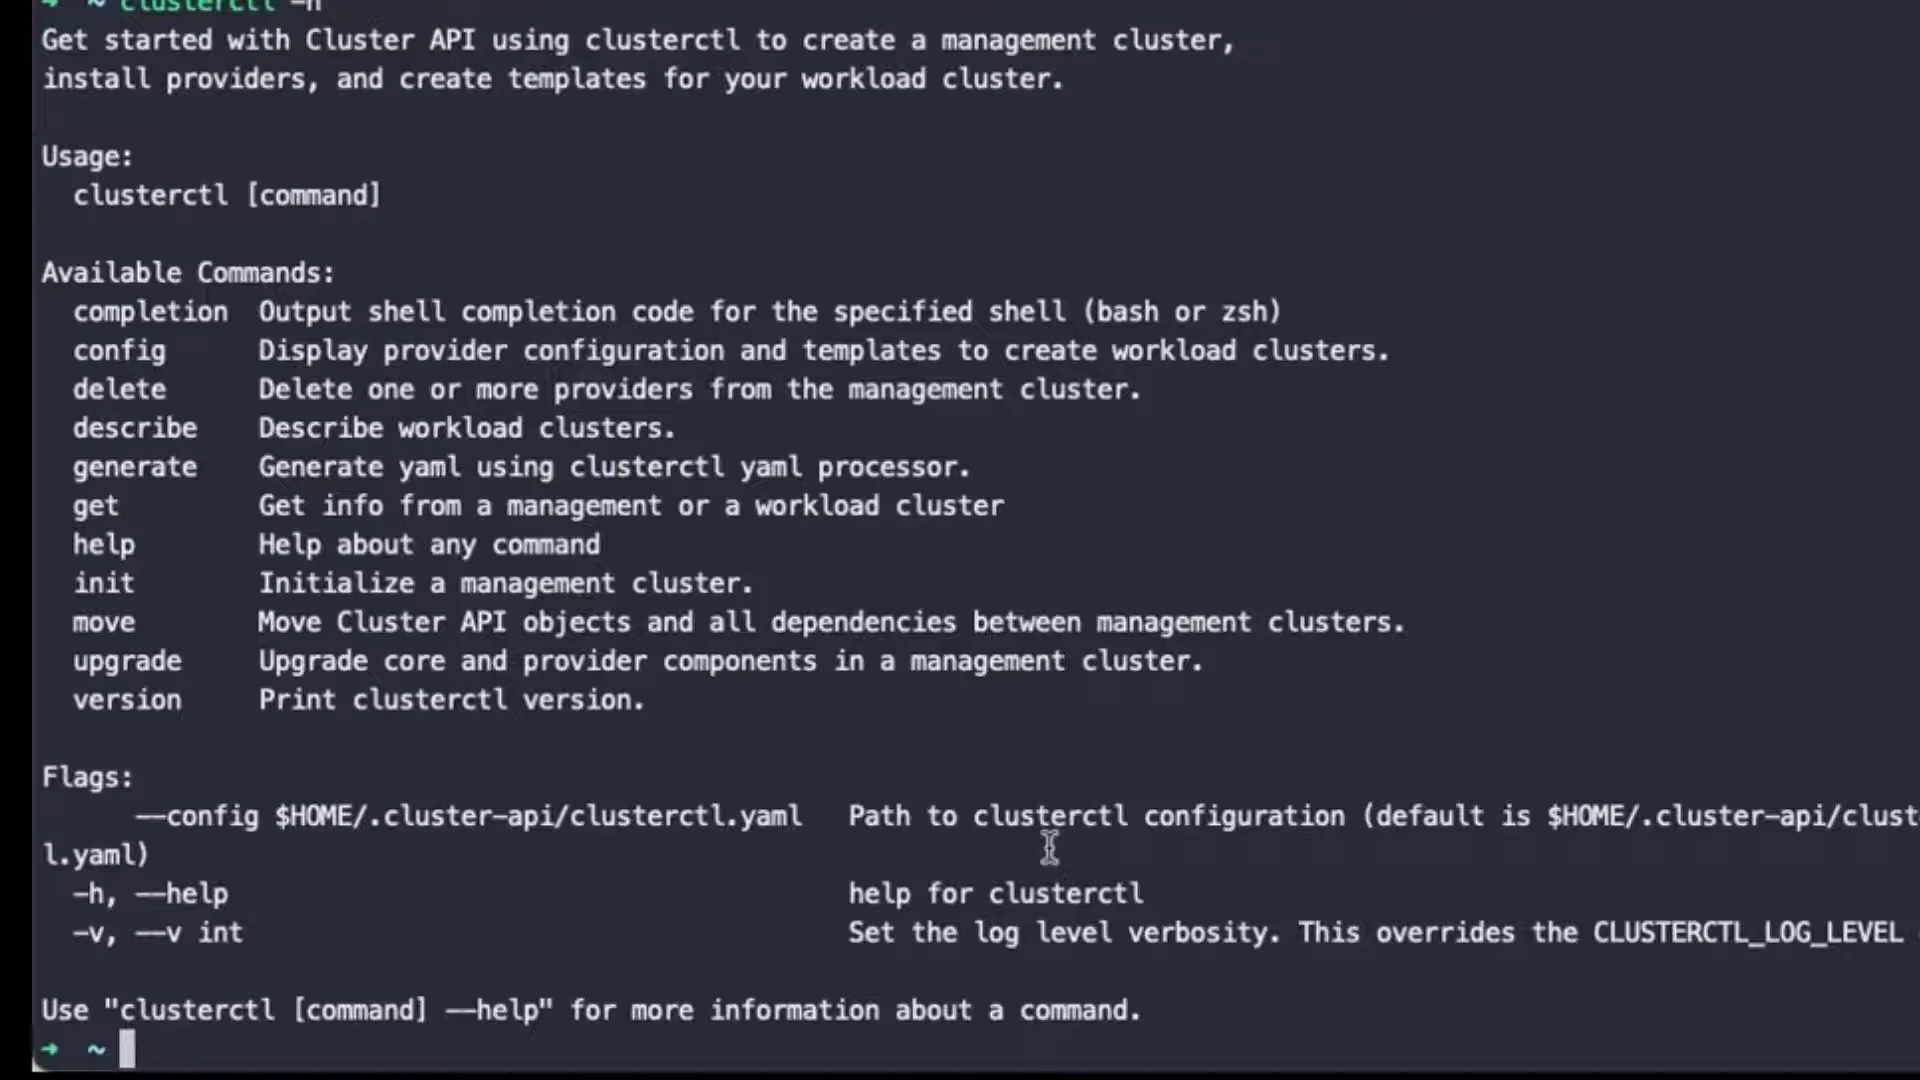 ➜ ~ clusterctl -h
Get started with Cluster API using clusterctl to create a management cluster,
install providers, and create templates for your workload cluster.
Usage:
clusterctl [command]
Available Commands:
completion Output shell completion code for the specified shell (bash or zsh)
config Display provider configuration and templates to create workload clusters.
delete Delete one or more providers from the management cluster.
describe Describe workload clusters.
generate Generate yaml using clusterctl yaml processor.
get Get info from a management or a workload cluster
help Help about any command
init Initialize a management cluster.
move Move Cluster API objects and all dependencies between management clusters.
upgrade Upgrade core and provider components in a management cluster.
version Print clusterctl version.
Flags:
--config $HOME/.cluster-api/clusterctl.yaml Path to clusterctl configuration (default is $HOME/.cluster-api/clust
l.yaml)
-h, --help help for clusterctl
-v, --v int Set the log level verbosity. This overrides the CLUSTERCTL_LOG_LEVEL
Use "clusterctl [command] --help" for more information about a command.
➜ ~